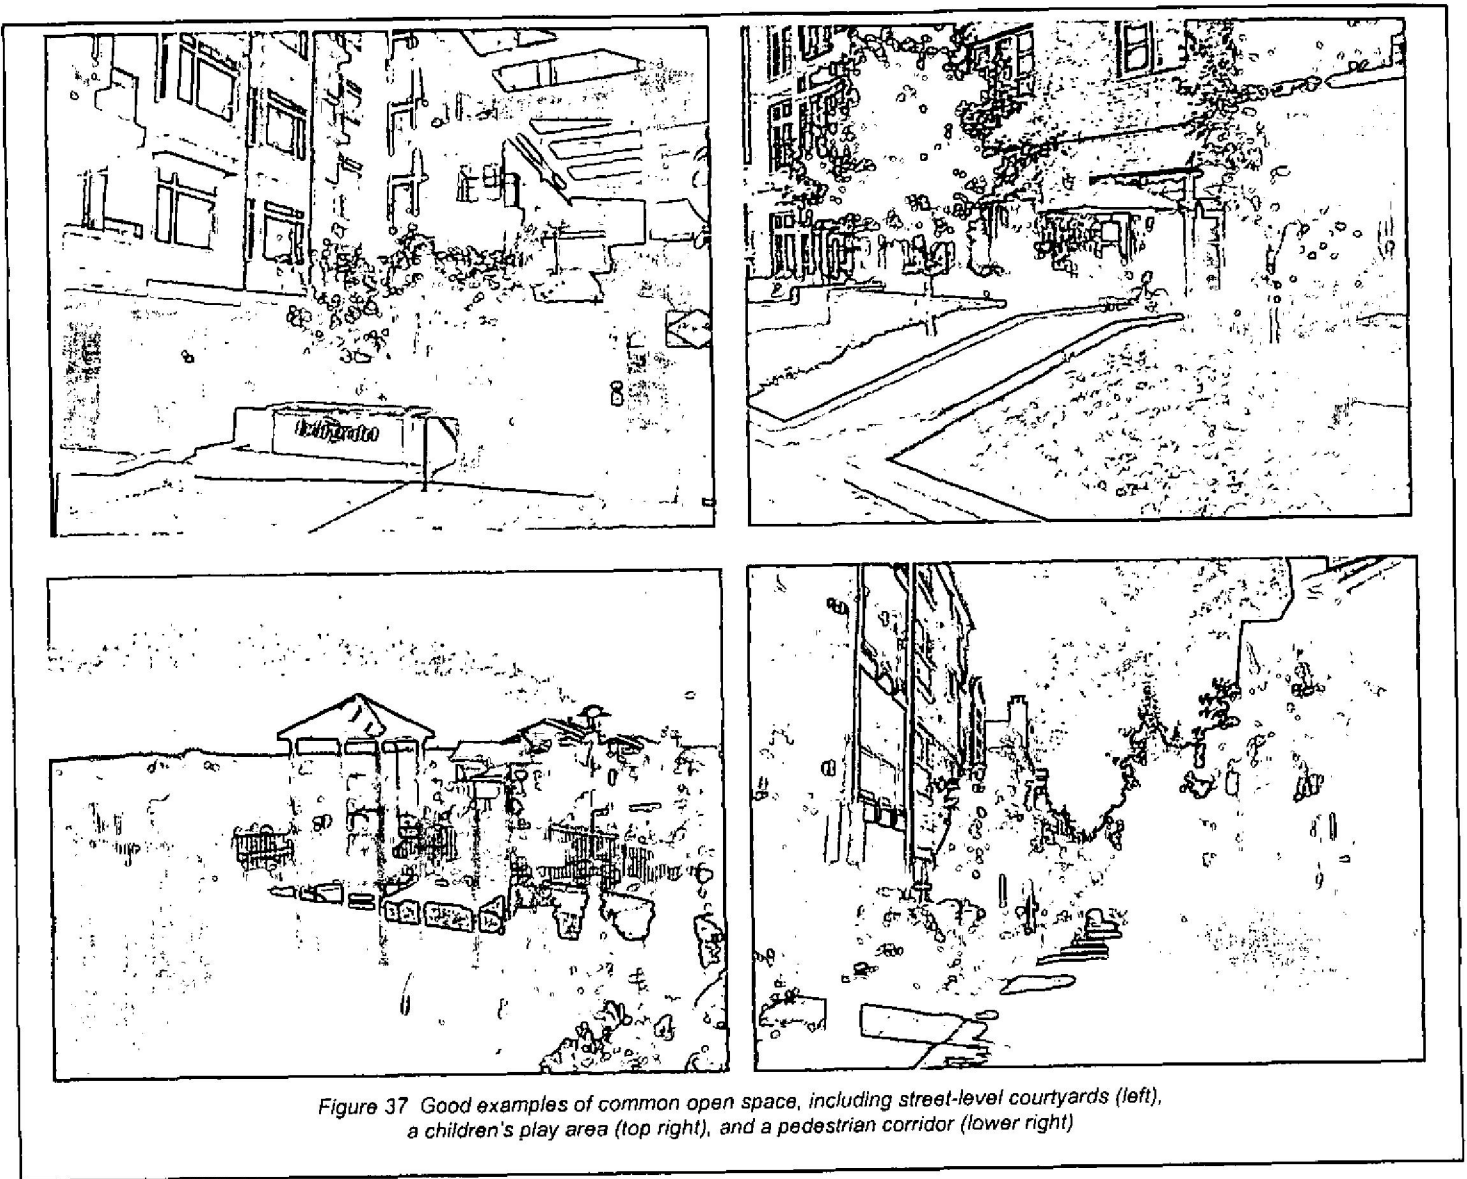 Figure 37 Good examples of common open space, including street-level courtyards (left),
a children's play area (top right), and a pedestrian corridor (lower right)